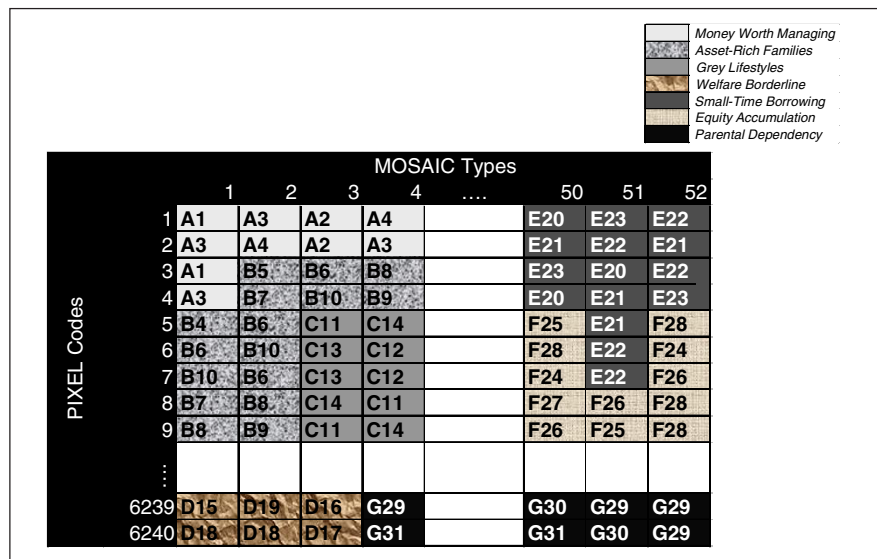 Money Worth Managing
Asset-Rich Families
Grey Lifestyles
Welfare Borderline
Small-Time Borrowing
Equity Accumulation
Parental Dependency
MOSAIC Types
1 2 3 4 .... 50 51 52
PIXEL Codes
1 A1 A3 A2 A4 E20 E23 E22
2 A3 A4 A2 A3 E21 E22 E21
3 A1 B5 B6 B8 E23 E20 E22
4 A3 B7 B10 B9 E20 E21 E23
5 B4 B6 C11 C14 F25 E21 F28
6 B6 B10 C13 C12 F28 E22 F24
7 B10 B6 C13 C12 F24 E22 F26
8 B7 B8 C14 C11 F27 F26 F28
9 B8 B9 C11 C14 F26 F25 F28
....
6239 D15 D19 D16 G29 G30 G29 G29
6240 D18 D18 D17 G31 G31 G30 G29